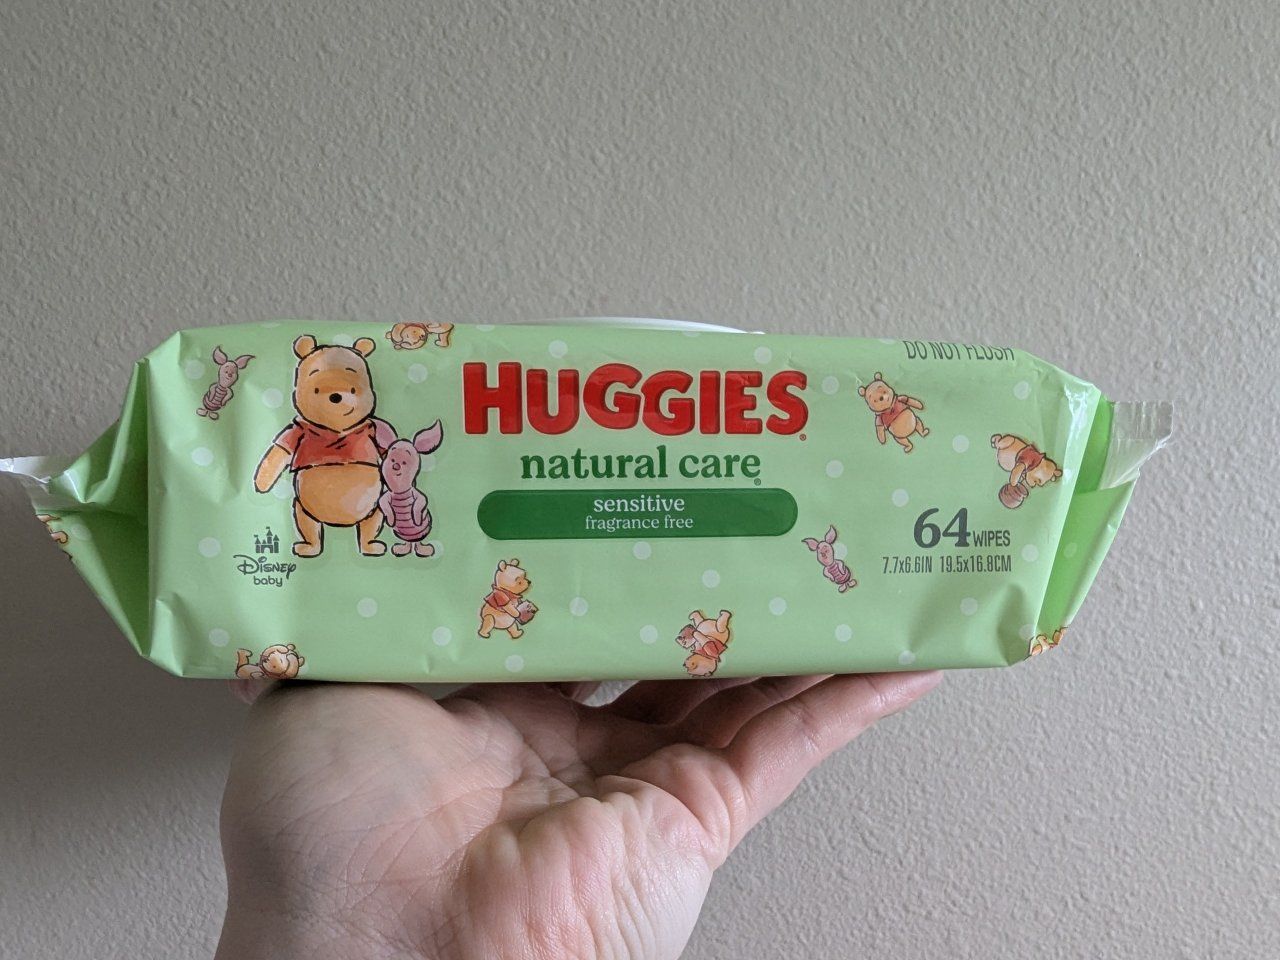 DO NOT FLUSH
HUGGIES®
natural care®
sensitive
fragrance free
64 WIPES
7.7x6.6IN 19.5x16.8CM
Disney
baby